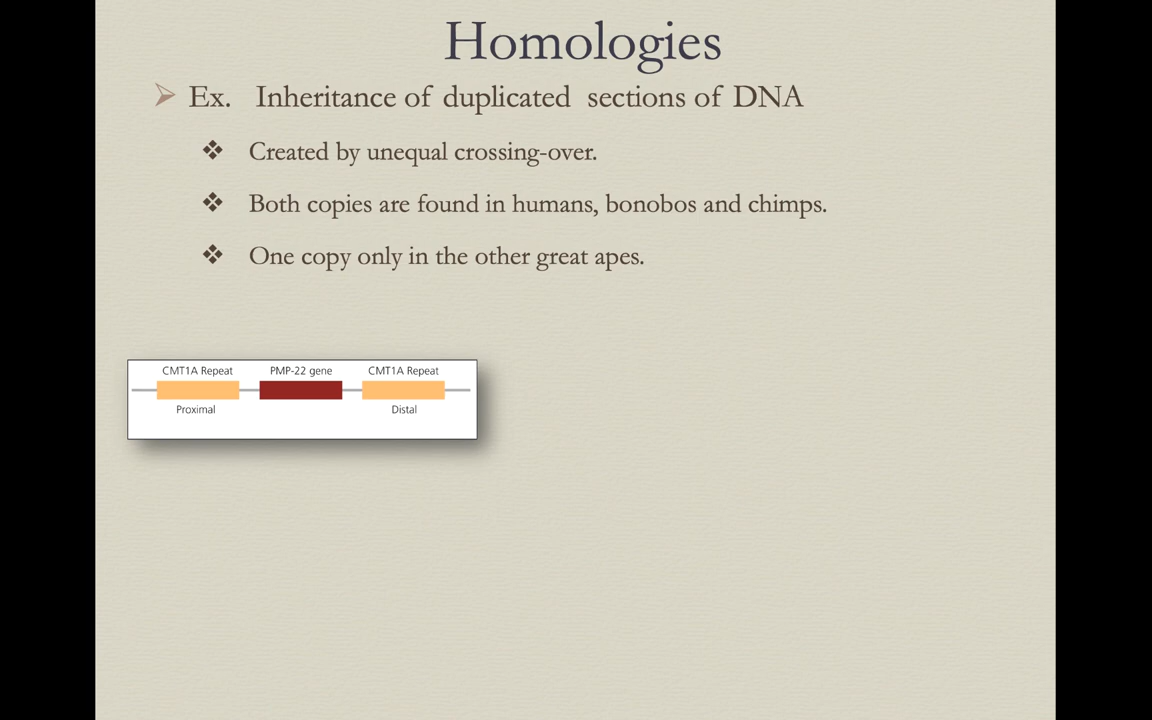 Homologies
➢ Ex. Inheritance of duplicated sections of DNA
❖ Created by unequal crossing-over.
❖ Both copies are found in humans, bonobos and chimps.
❖ One copy only in the other great apes.
CMT1A Repeat PMP-22 gene CMT1A Repeat
Proximal Distal